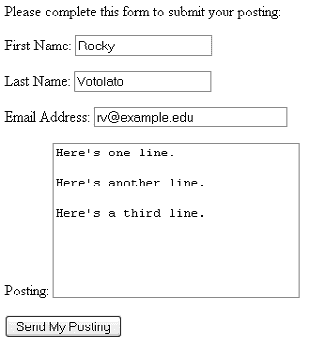 Please complete this form to submit your posting:
First Name: Rocky
Last Name: Votolato
Email Address: rv@example.edu
Here's one line.
Here's another line.
Here's a third line.
Posting:
Send My Posting